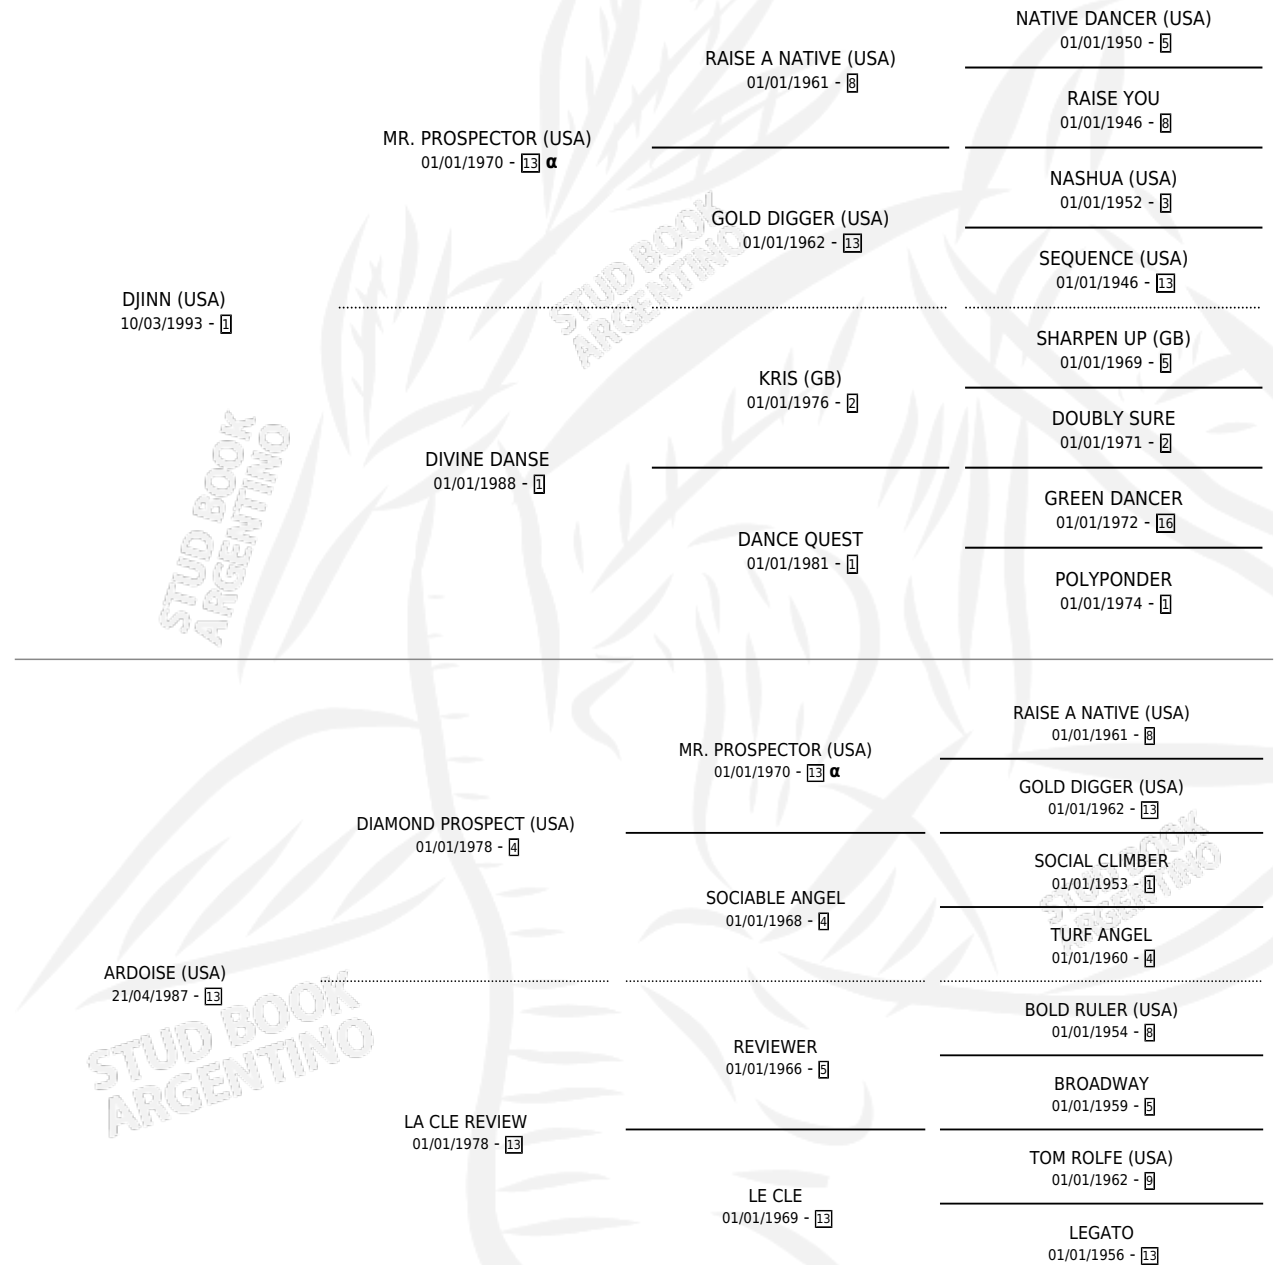 NATIVE DANCER (USA)
01/01/1950 - 5
RAISE A NATIVE (USA)
01/01/1961 - 8
RAISE YOU
01/01/1946 - 8
MR. PROSPECTOR (USA)
01/01/1970 - 13 α
NASHUA (USA)
01/01/1952 - 3
GOLD DIGGER (USA)
01/01/1962 - 13
SEQUENCE (USA)
01/01/1946 - 13
DJINN (USA)
10/03/1993 - 1
SHARPEN UP (GB)
01/01/1969 - 5
KRIS (GB)
01/01/1976 - 2
DOUBLY SURE
01/01/1971 - 2
DIVINE DANSE
01/01/1988 - 1
GREEN DANCER
01/01/1972 - 16
DANCE QUEST
01/01/1981 - 1
POLYPONDER
01/01/1974 - 1
STUD BOOK
ARGENTINO
STUD BOOK
ARGENTINO
RAISE A NATIVE (USA)
01/01/1961 - 8
MR. PROSPECTOR (USA)
01/01/1970 - 13 α
GOLD DIGGER (USA)
01/01/1962 - 13
DIAMOND PROSPECT (USA)
01/01/1978 - 4
SOCIAL CLIMBER
01/01/1953 - 1
SOCIABLE ANGEL
01/01/1968 - 4
TURF ANGEL
01/01/1960 - 4
ARDOISE (USA)
21/04/1987 - 13
BOLD RULER (USA)
01/01/1954 - 8
REVIEWER
01/01/1966 - 5
BROADWAY
01/01/1959 - 5
LA CLE REVIEW
01/01/1978 - 13
TOM ROLFE (USA)
01/01/1962 - 9
LE CLE
01/01/1969 - 13
LEGATO
01/01/1956 - 13
STUD BOOK
ARGENTINO
STUD BOOK
ARGENTINO